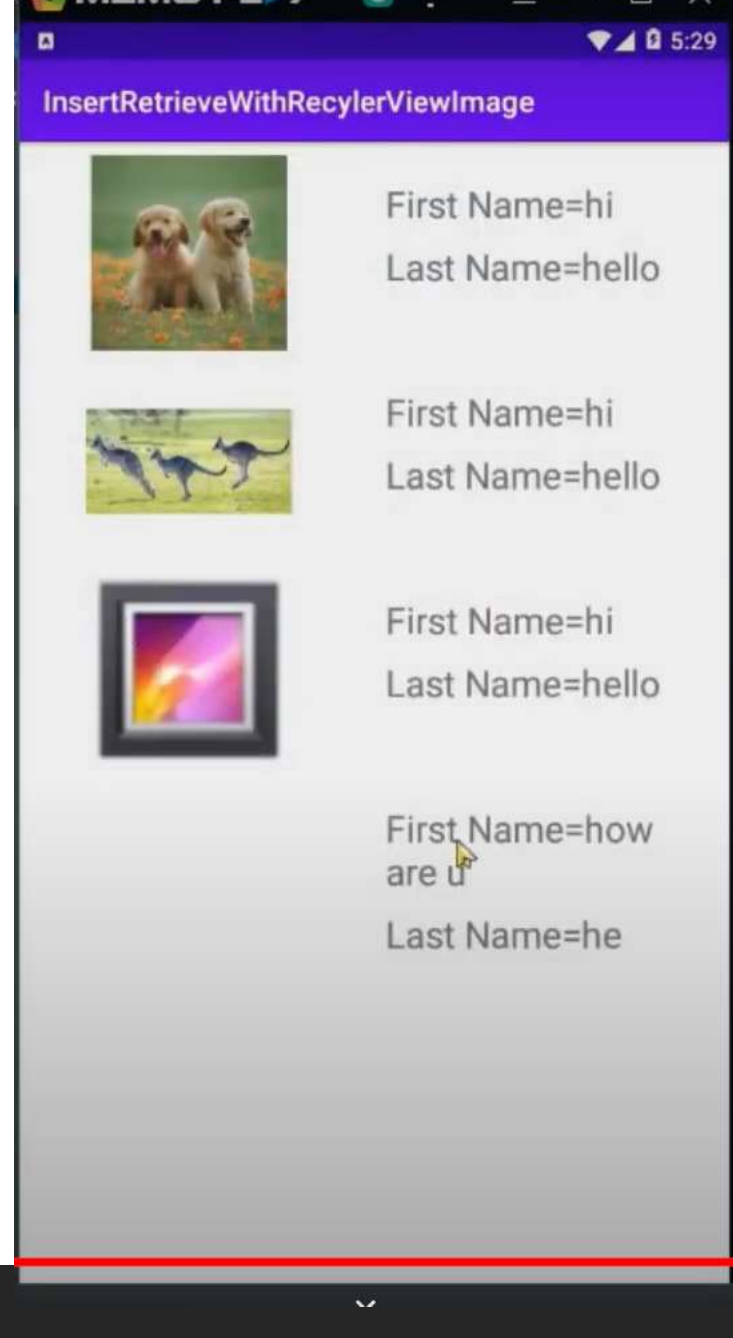 5:29
InsertRetrieveWithRecylerViewImage
First Name=hi
Last Name=hello
First Name=hi
Last Name=hello
First Name=hi
Last Name=hello
First Name=how
are u
Last Name=he